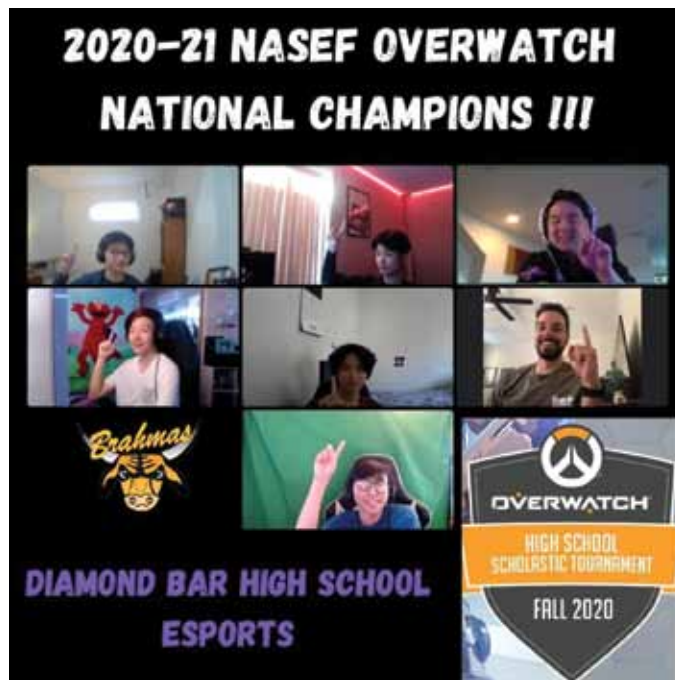 2020-21 NASEF OVERWATCH
NATIONAL CHAMPIONS !!!
Brahmas
OVERWATCH
HIGH SCHOOL
SCHOLASTIC TOURNAMENT
FALL 2020
DIAMOND BAR HIGH SCHOOL
ESPORTS